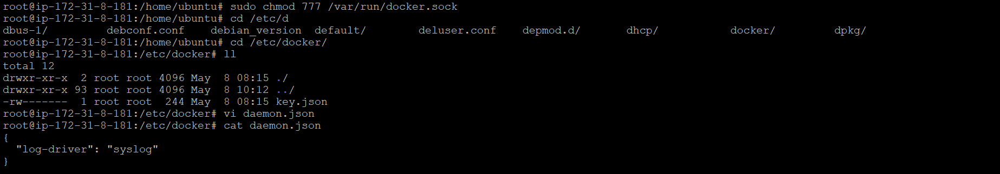 root@ip-172-31-8-181:/home/ubuntu# sudo chmod 777 /var/run/docker.sock
root@ip-172-31-8-181:/home/ubuntu# cd /etc/d
dbus-1/         debconf.conf    debian_version  default/        deluser.conf    depmod.d/       dhcp/           docker/         dpkg/
root@ip-172-31-8-181:/home/ubuntu# cd /etc/docker/
root@ip-172-31-8-181:/etc/docker# ll
total 12
drwxr-xr-x  2 root root 4096 May  8 08:15 ./
drwxr-xr-x 93 root root 4096 May  8 10:12 ../
-rw-------  1 root root  244 May  8 08:15 key.json
root@ip-172-31-8-181:/etc/docker# vi daemon.json
root@ip-172-31-8-181:/etc/docker# cat daemon.json
{
  "log-driver": "syslog"
}